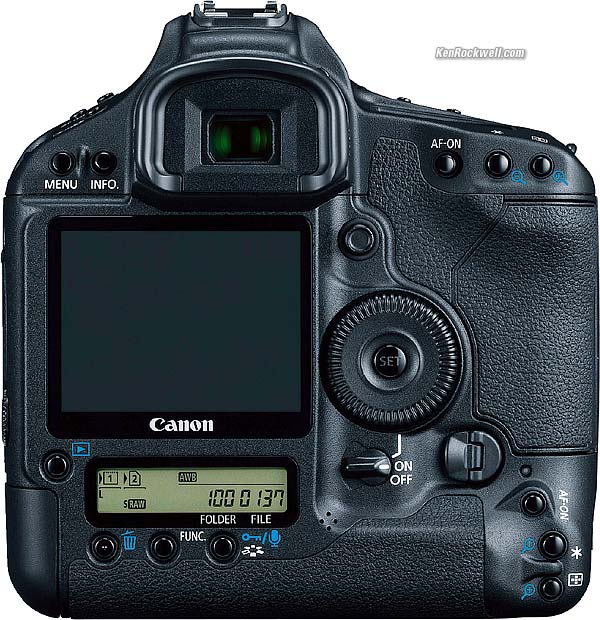 KenRockwell.com
AF-ON
MENU INFO.
SET
Canon
ON
OFF
1 2 AWB
L SRAW 100 0137
FOLDER FILE
FUNC.
AF-ON